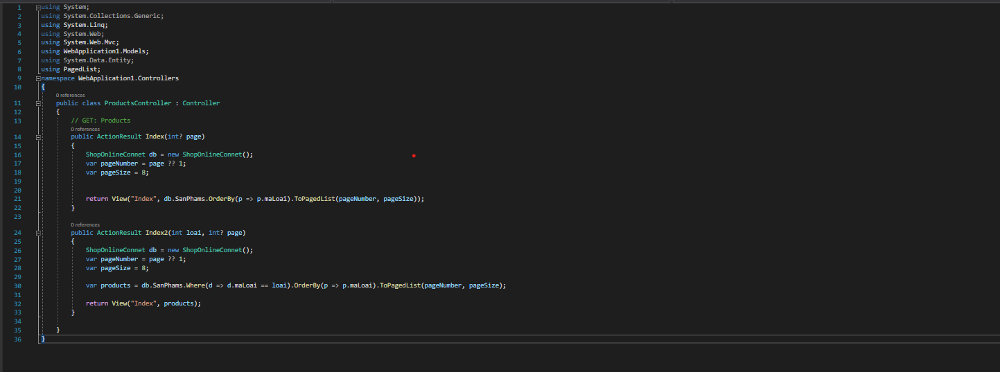 1 using System;
2 using System.Collections.Generic;
3 using System.Linq;
4 using System.Web;
5 using System.Web.Mvc;
6 using WebApplication1.Models;
7 using System.Data.Entity;
8 using PagedList;
9 namespace WebApplication1.Controllers
10 {
0 references
11 public class ProductsController : Controller
12 {
13 // GET: Products
0 references
14 public ActionResult Index(int? page)
15 {
16 ShopOnlineConnet db = new ShopOnlineConnet();
17 var pageNumber = page ?? 1;
18 var pageSize = 8;
19
20
21 return View("Index", db.SanPhams.OrderBy(p => p.maLoai).ToPagedList(pageNumber, pageSize));
22 }
23
0 references
24 public ActionResult Index2(int loai, int? page)
25 {
26 ShopOnlineConnet db = new ShopOnlineConnet();
27 var pageNumber = page ?? 1;
28 var pageSize = 8;
29
30 var products = db.SanPhams.Where(d => d.maLoai == loai).OrderBy(p => p.maLoai).ToPagedList(pageNumber, pageSize);
31
32 return View("Index", products);
33 }
34
35 }
36 }